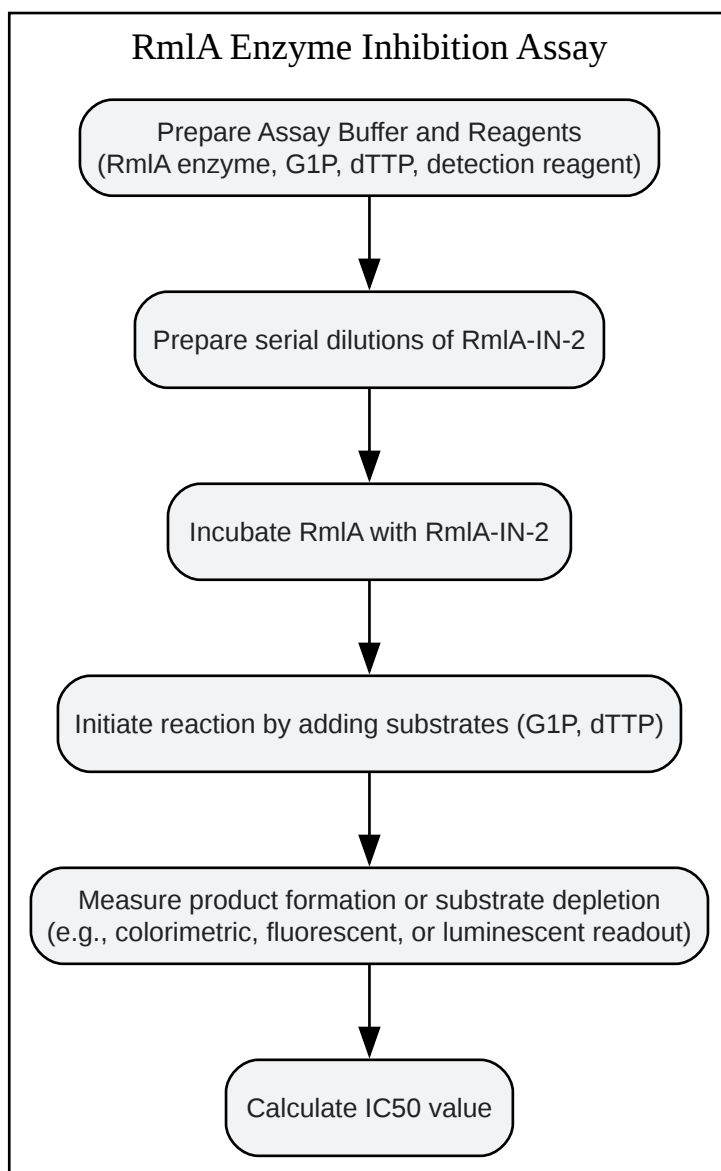 RmlA Enzyme Inhibition Assay
Prepare Assay Buffer and Reagents
(RmlA enzyme, G1P, dTTP, detection reagent)
Prepare serial dilutions of RmlA-IN-2
Incubate RmlA with RmlA-IN-2
Initiate reaction by adding substrates (G1P, dTTP)
Measure product formation or substrate depletion
(e.g., colorimetric, fluorescent, or luminescent readout)
Calculate IC50 value